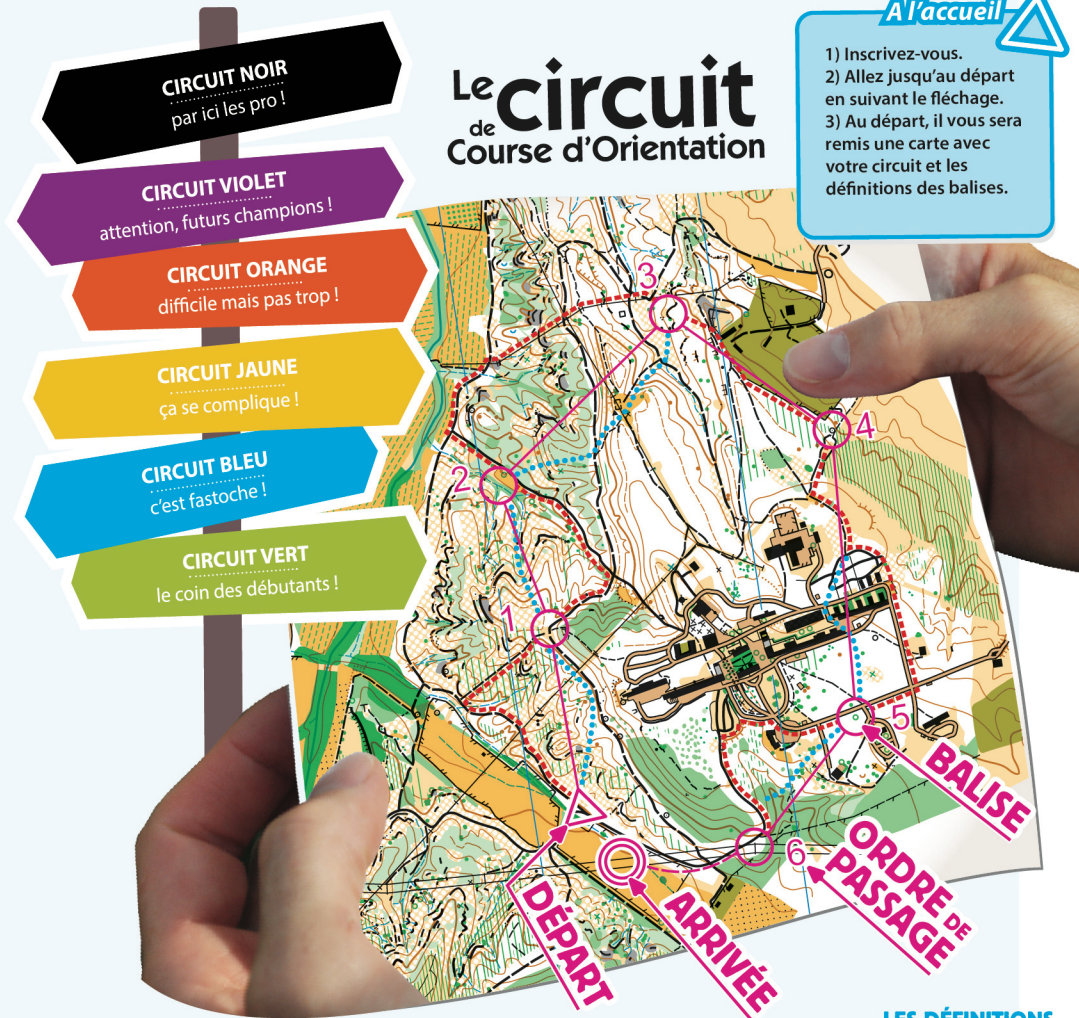 CIRCUIT NOIR
par ici les pro !
CIRCUIT VIOLET
attention, futurs champions !
CIRCUIT ORANGE
difficile mais pas trop !
CIRCUIT JAUNE
ça se complique !
CIRCUIT BLEU
c'est fastoche !
CIRCUIT VERT
le coin des débutants !
Le circuit
de
Course d'Orientation
A l'accueil
1) Inscrivez-vous.
2) Allez jusqu'au départ
en suivant le fléchage.
3) Au départ, il vous sera
remis une carte avec
votre circuit et les
définitions des balises.
3
4
2
1
5
BALISE
6
ORDRE DE
PASSAGE
DÉPART
ARRIVÉE
LES DÉFINITIONS